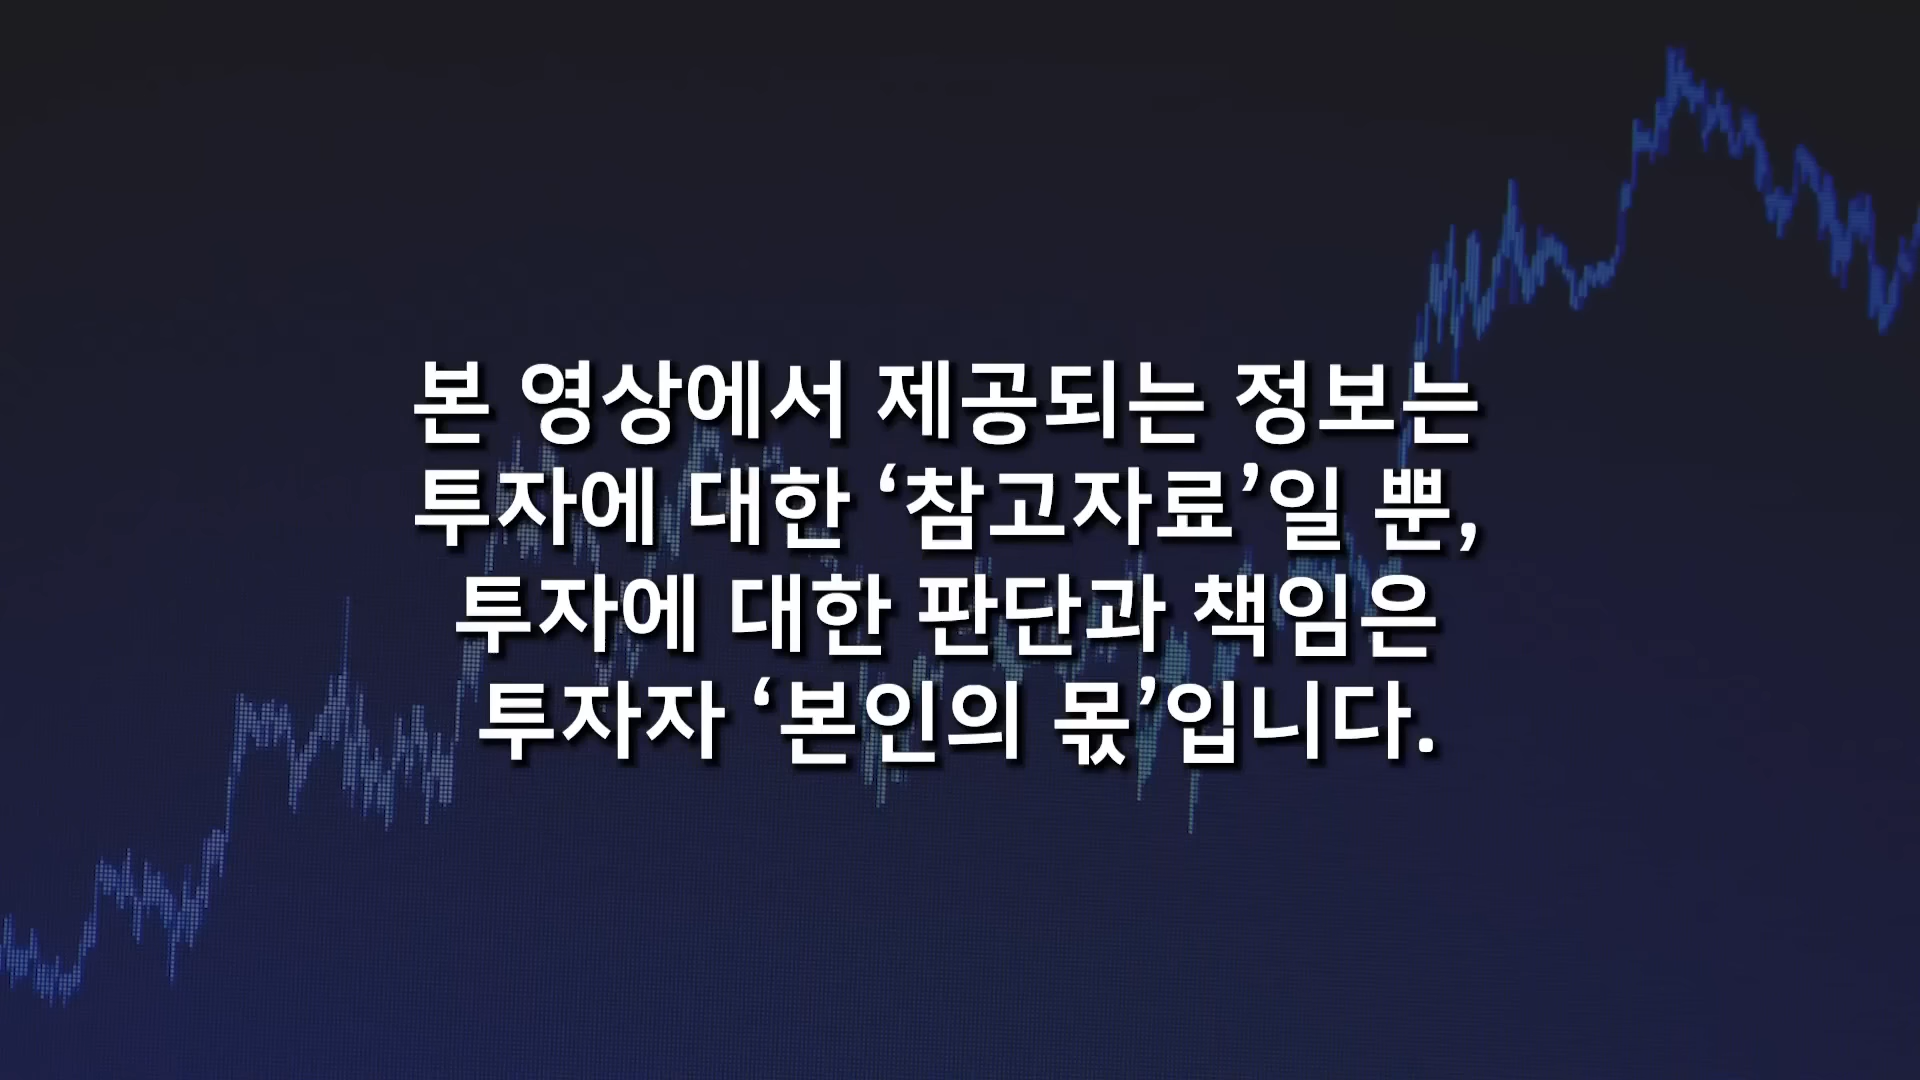 본 영상에서 제공되는 정보는
투자에 대한 ‘참고자료’일 뿐,
투자에 대한 판단과 책임은
투자자 ‘본인의 몫’입니다.